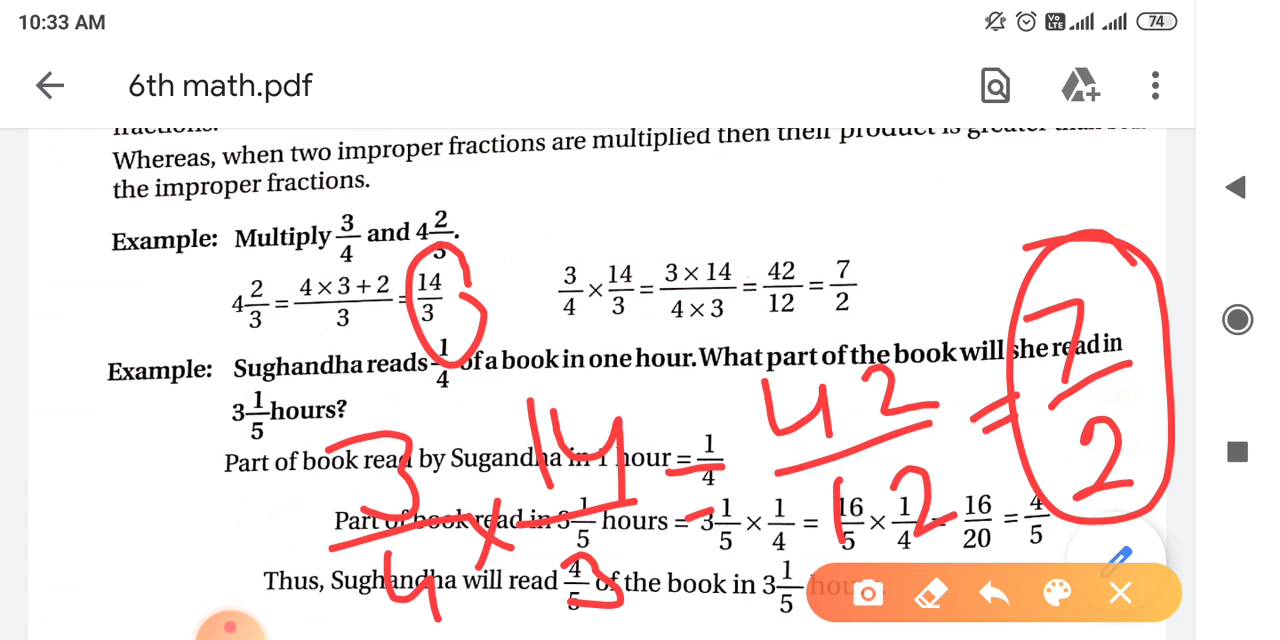 10:33 AM
Vo LTE
74
6th math.pdf
fractions.
Whereas, when two improper fractions are multiplied then their product is greater than
the improper fractions.
Example: Multiply 3/4 and 4 2/3.
4 2/3 = (4 × 3 + 2)/3 = 14/3
3/4 × 14/3 = (3 × 14)/(4 × 3) = 42/12 = 7/2
Example: Sughandha reads 1/4 of a book in one hour. What part of the book will she read in
3 1/5 hours?
Part of book read by Sugandha in 1 hour = 1/4
Part of book read in 3 1/5 hours = 3 1/5 × 1/4 = 16/5 × 1/4 = 16/20 = 4/5
Thus, Sughandha will read 4/5 of the book in 3 1/5 hours.
3/4 × 14/3 = 42/12 = 7/2